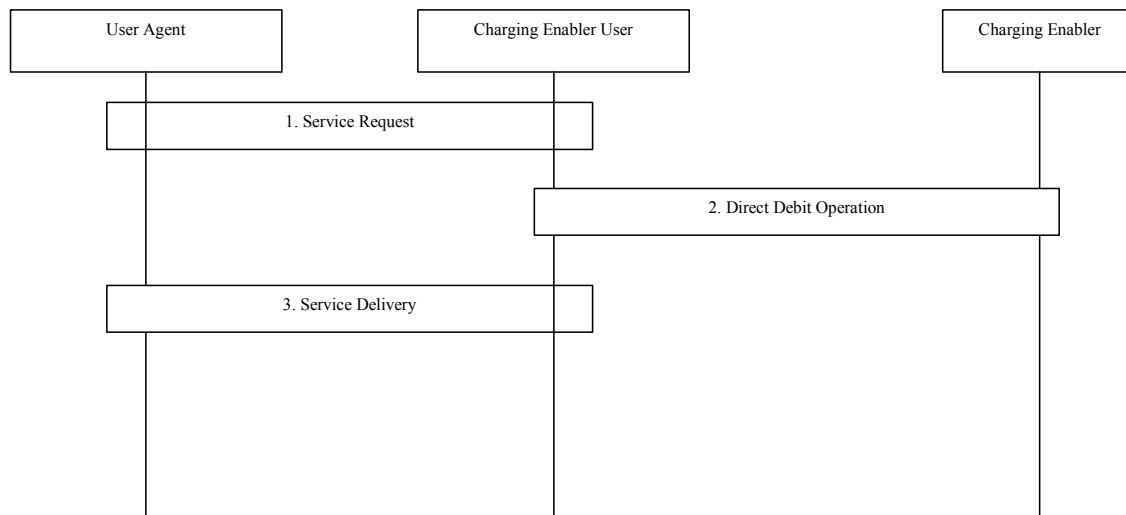 User Agent
Charging Enabler User
Charging Enabler
1. Service Request
2. Direct Debit Operation
3. Service Delivery